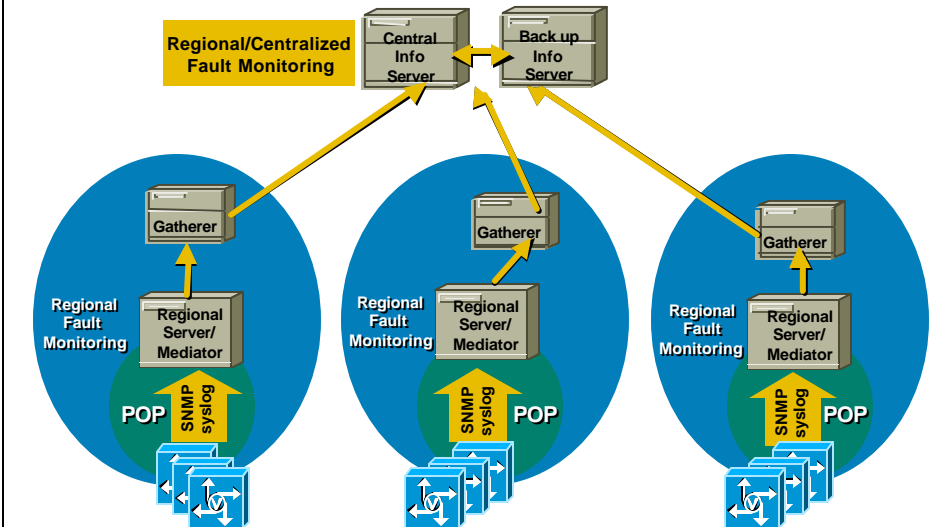 Regional/Centralized
Fault Monitoring
Central
Info
Server
Back up
Info
Server
Gatherer
Regional
Fault
Monitoring
Regional
Server/
Mediator
POP
SNMP
syslog
V
Gatherer
Regional
Fault
Monitoring
Regional
Server/
Mediator
SNMP
syslog
POP
V
Gatherer
Regional
Fault
Monitoring
Regional
Server/
Mediator
SNMP
syslog
POP
V